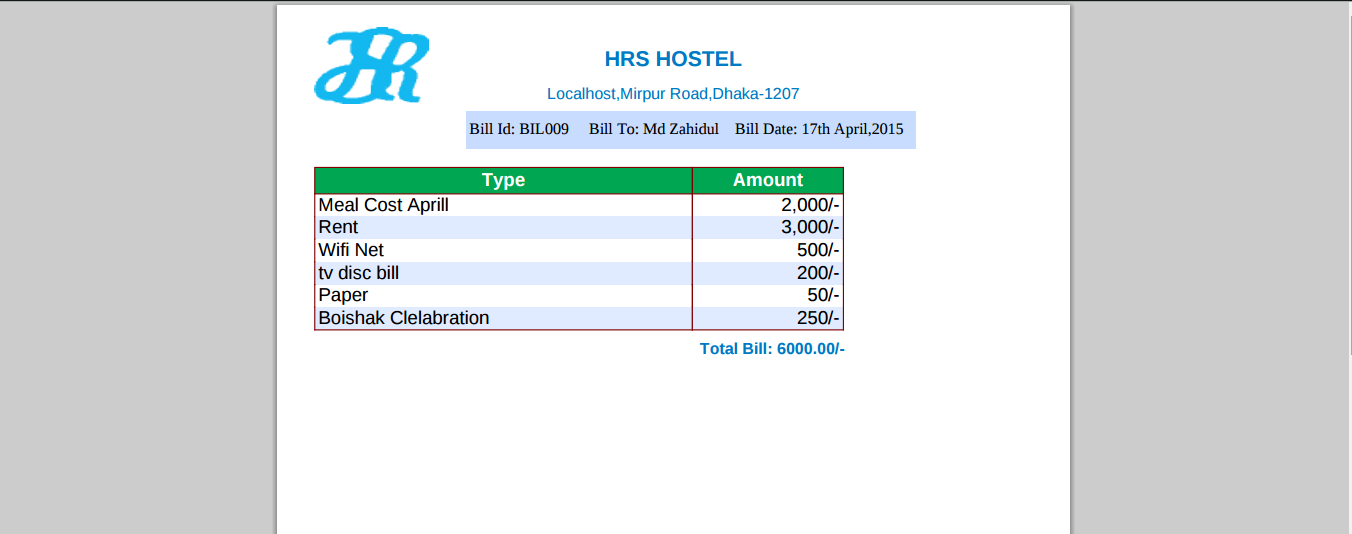 HR
HRS HOSTEL
Localhost,Mirpur Road,Dhaka-1207
Bill Id: BIL009 Bill To: Md Zahidul Bill Date: 17th April,2015
Type Amount
Meal Cost Aprill 2,000/-
Rent 3,000/-
Wifi Net 500/-
tv disc bill 200/-
Paper 50/-
Boishak Clelabration 250/-
Total Bill: 6000.00/-